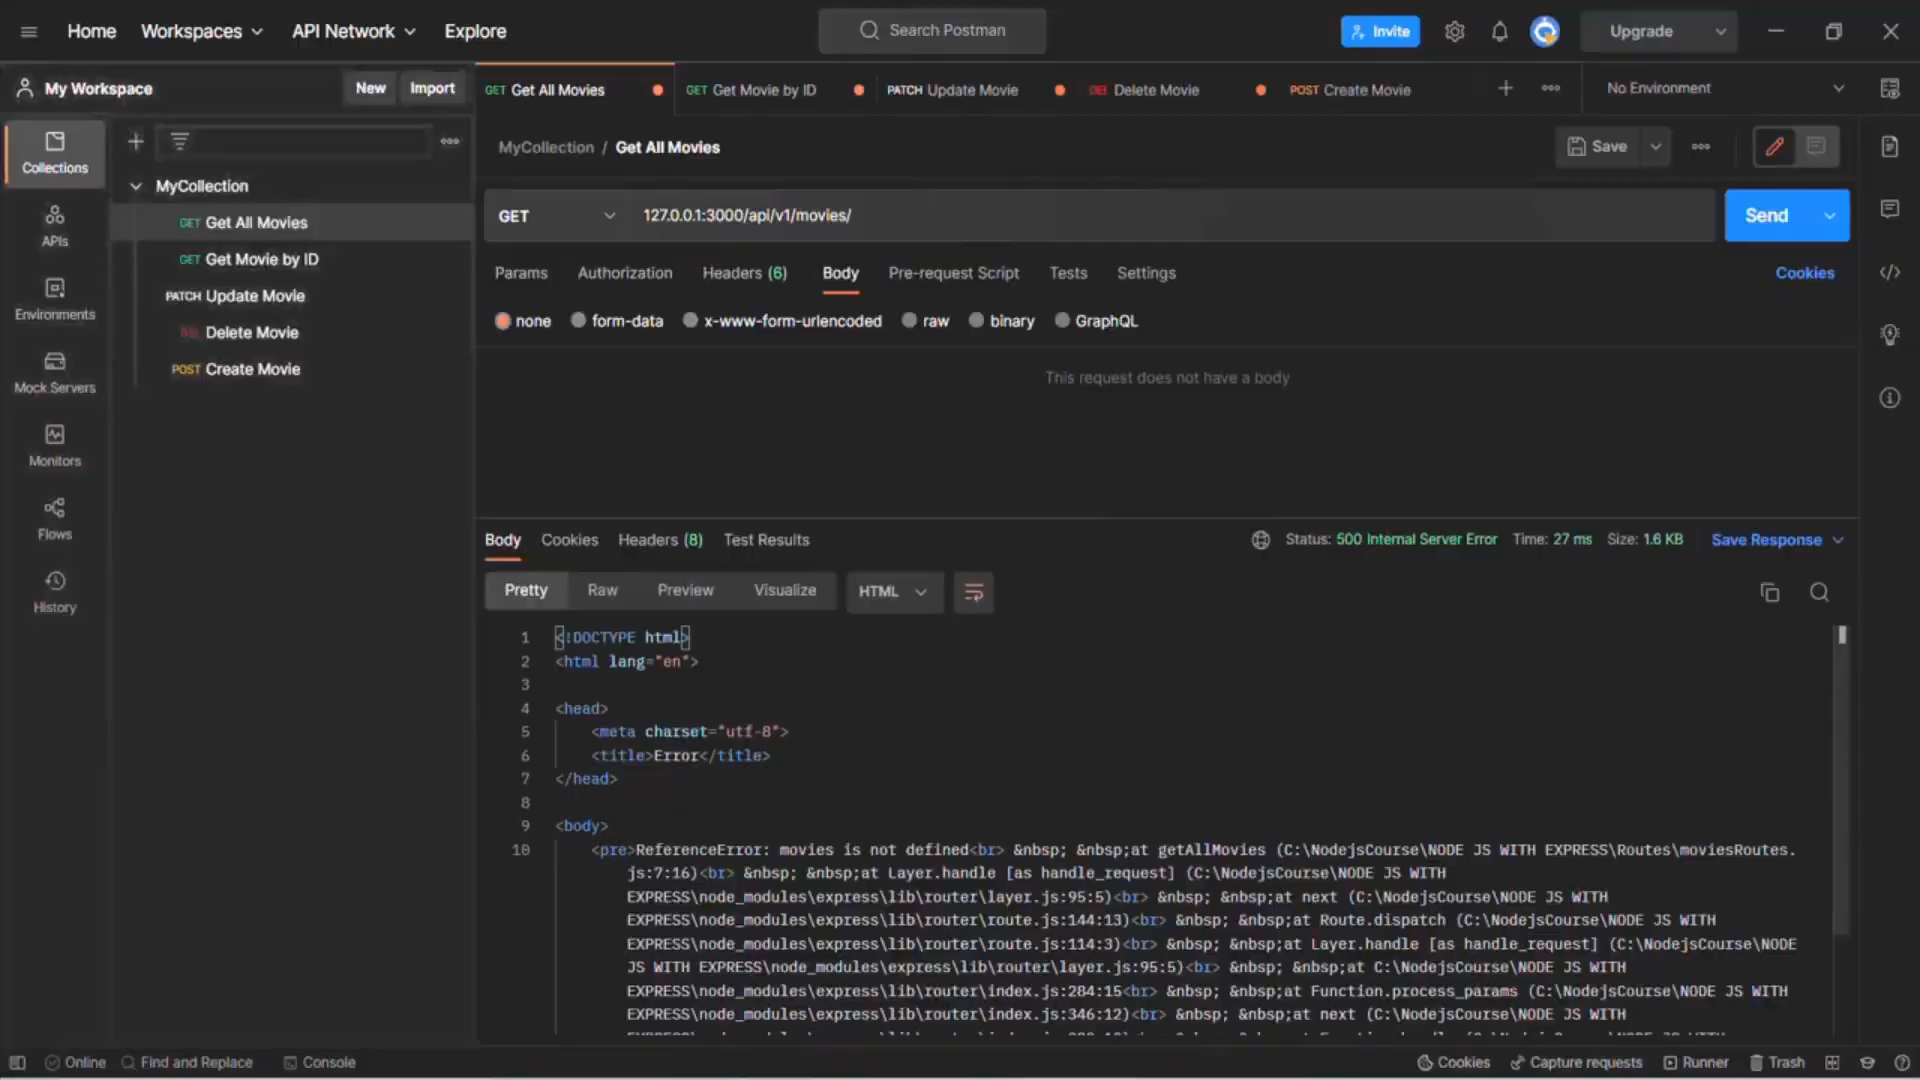 Home Workspaces API Network Explore Search Postman Invite Upgrade
My Workspace New Import GET Get All Movies GET Get Movie by ID PATCH Update Movie DEL Delete Movie POST Create Movie No Environment
Collections
APIs
Environments
Mock Servers
Monitors
Flows
History
MyCollection
GET Get All Movies
GET Get Movie by ID
PATCH Update Movie
DEL Delete Movie
POST Create Movie
MyCollection / Get All Movies Save
GET 127.0.0.1:3000/api/v1/movies/ Send
Params Authorization Headers (6) Body Pre-request Script Tests Settings Cookies
none form-data x-www-form-urlencoded raw binary GraphQL
This request does not have a body
Body Cookies Headers (8) Test Results Status: 500 Internal Server Error Time: 27 ms Size: 1.6 KB Save Response
Pretty Raw Preview Visualize HTML
1 <!DOCTYPE html>
2 <html lang="en">
3
4 <head>
5 <meta charset="utf-8">
6 <title>Error</title>
7 </head>
8
9 <body>
10 <pre>ReferenceError: movies is not defined<br> &nbsp; &nbsp;at getAllMovies (C:\NodejsCourse\NODE JS WITH EXPRESS\Routes\moviesRoutes.
js:7:16)<br> &nbsp; &nbsp;at Layer.handle [as handle_request] (C:\NodejsCourse\NODE JS WITH
EXPRESS\node_modules\express\lib\router\layer.js:95:5)<br> &nbsp; &nbsp;at next (C:\NodejsCourse\NODE JS WITH
EXPRESS\node_modules\express\lib\router\route.js:144:13)<br> &nbsp; &nbsp;at Route.dispatch (C:\NodejsCourse\NODE JS WITH
EXPRESS\node_modules\express\lib\router\route.js:114:3)<br> &nbsp; &nbsp;at Layer.handle [as handle_request] (C:\NodejsCourse\NODE
JS WITH EXPRESS\node_modules\express\lib\router\layer.js:95:5)<br> &nbsp; &nbsp;at C:\NodejsCourse\NODE JS WITH
EXPRESS\node_modules\express\lib\router\index.js:284:15<br> &nbsp; &nbsp;at Function.process_params (C:\NodejsCourse\NODE JS WITH
EXPRESS\node_modules\express\lib\router\index.js:346:12)<br> &nbsp; &nbsp;at next (C:\NodejsCourse\NODE JS WITH
Online Find and Replace Console Cookies Capture requests Runner Trash